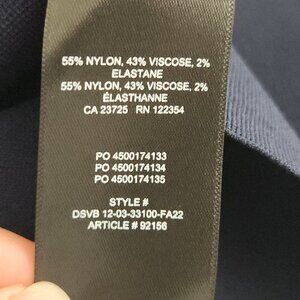 55% NYLON, 43% VISCOSE, 2%
ELASTANE
55% NYLON, 43% VISCOSE, 2%
ÉLASTHANNE
CA 23725 RN 122354
PO 4500174133
PO 4500174134
PO 4500174135
STYLE #
DSVB 12-03-33100-FA22
ARTICLE # 92156